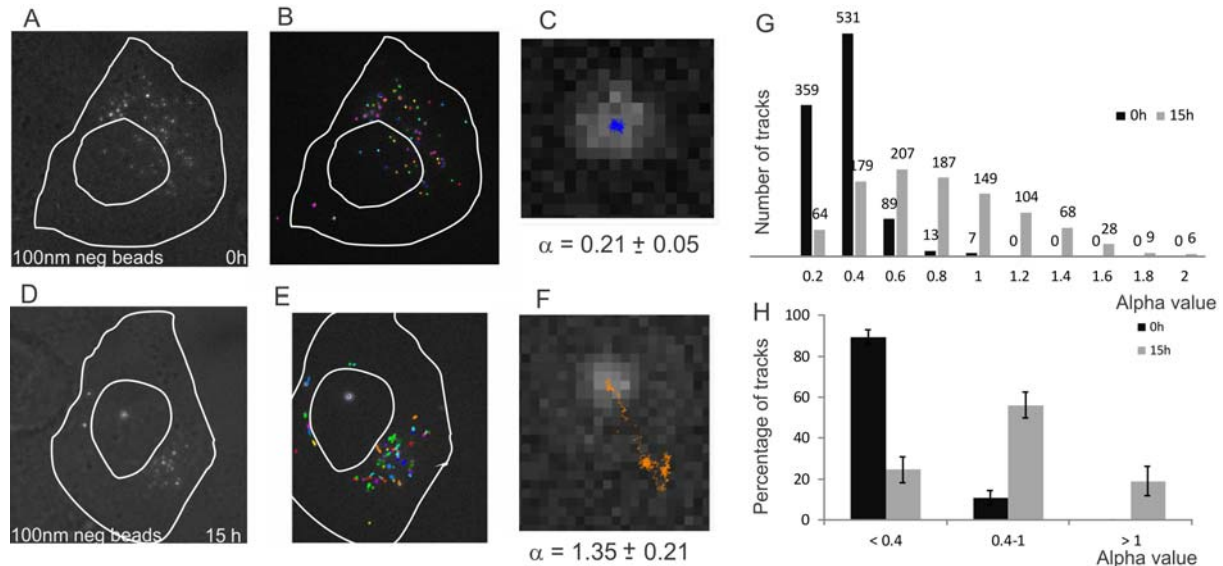 A
100nm neg beads 0h
B
C
α = 0.21 ± 0.05
D
100nm neg beads 15 h
E
F
α = 1.35 ± 0.21
G
Number of tracks
0h 15h
359 64
531 179
89 207
13 187
7 149
0 104
0 68
0 28
0 9
0 6
0.2 0.4 0.6 0.8 1 1.2 1.4 1.6 1.8 2
Alpha value
H
Percentage of tracks
0h
15h
100
80
60
40
20
0
< 0.4 0.4-1 > 1
Alpha value